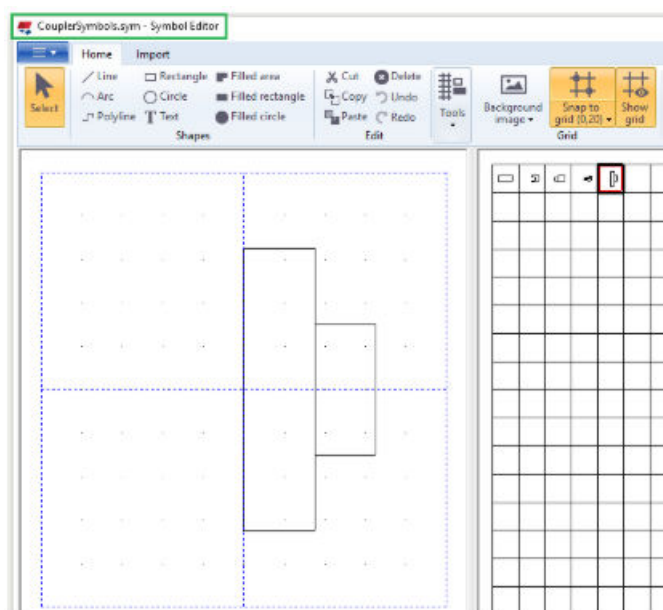 CouplerSymbols.sym - Symbol Editor
Home Import
Select
Line Rectangle Filled area
Arc Circle Filled rectangle
Polyline Text Filled circle
Shapes
Cut Delete
Copy Undo
Paste Redo
Edit
Tools
Background
image
Snap to
grid (0,20)
Show
grid
Grid